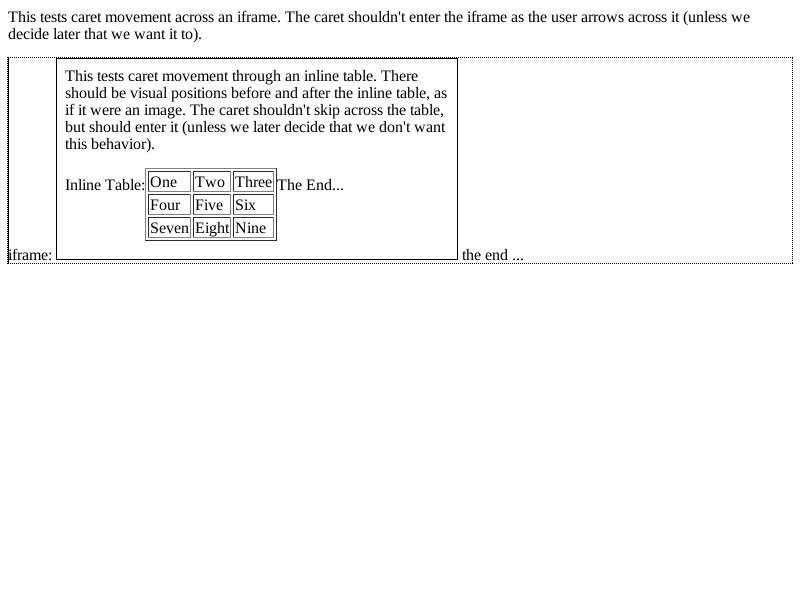 This tests caret movement across an iframe. The caret shouldn't enter the iframe as the user arrows across it (unless we
decide later that we want it to).
This tests caret movement through an inline table. There
should be visual positions before and after the inline table, as
if it were an image. The caret shouldn't skip across the table,
but should enter it (unless we later decide that we don't want
this behavior).
Inline Table: One Two Three The End...
Four Five Six
Seven Eight Nine
iframe: the end ...